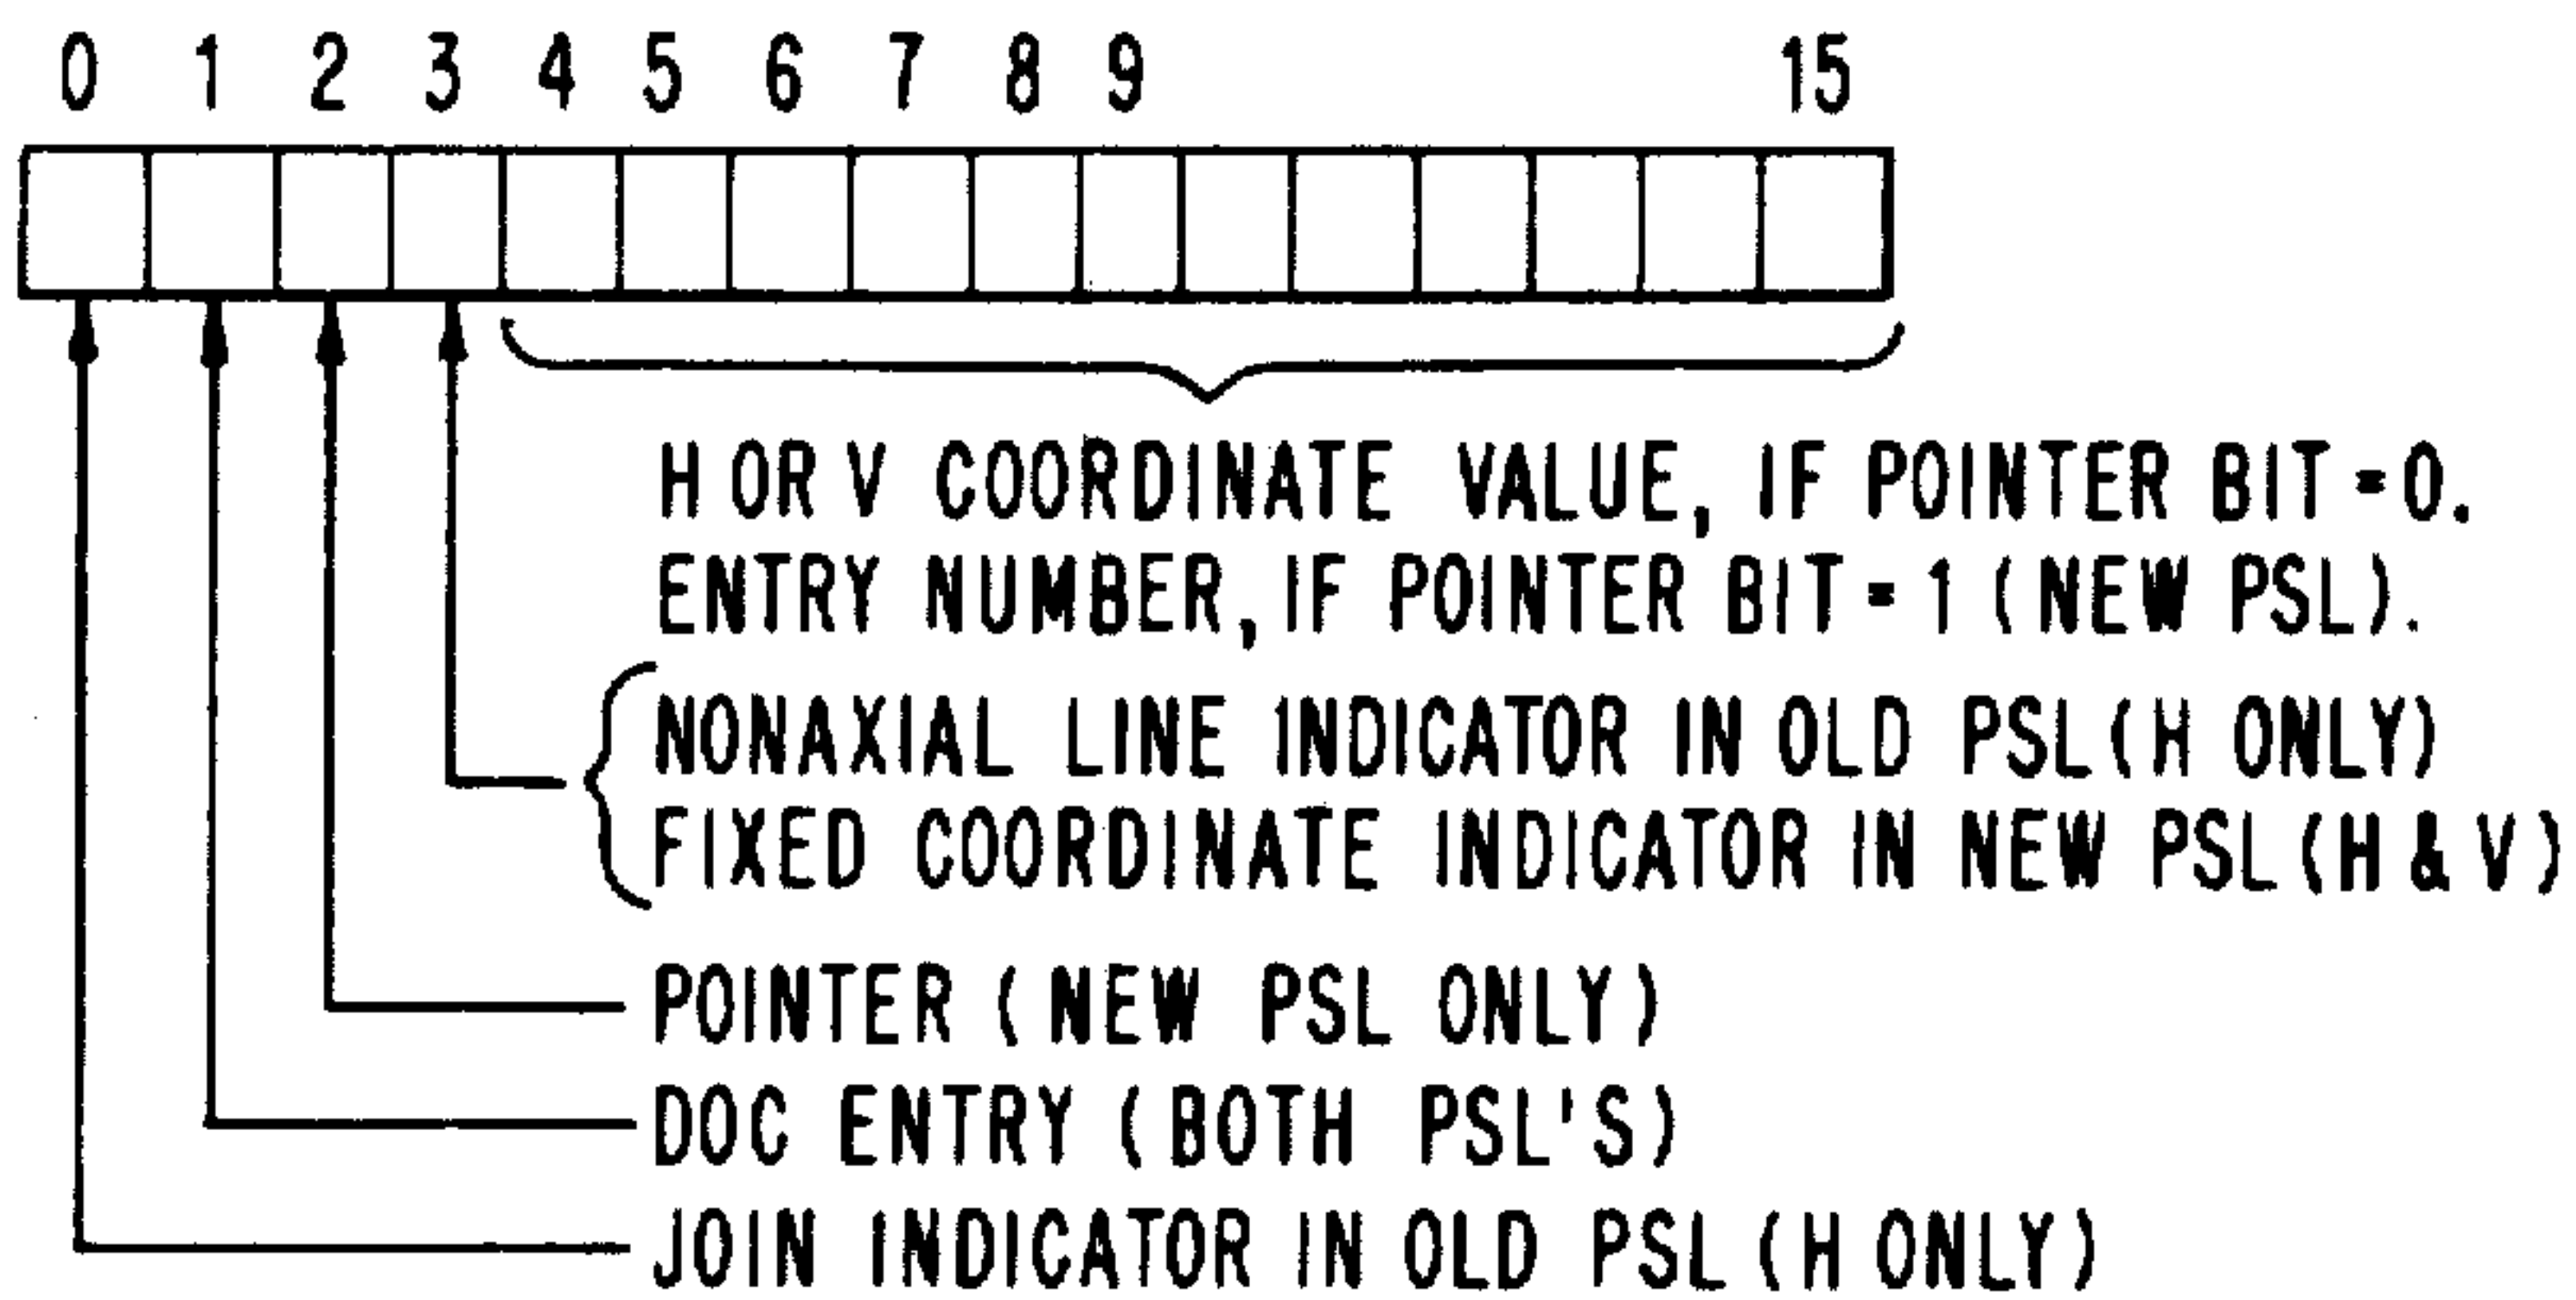 0 1 2 3 4 5 6 7 8 9 15
H OR V COORDINATE VALUE, IF POINTER BIT = 0.
ENTRY NUMBER, IF POINTER BIT = 1 (NEW PSL).
NONAXIAL LINE INDICATOR IN OLD PSL (H ONLY)
FIXED COORDINATE INDICATOR IN NEW PSL (H & V)
POINTER (NEW PSL ONLY)
DOC ENTRY (BOTH PSL'S)
JOIN INDICATOR IN OLD PSL (H ONLY)